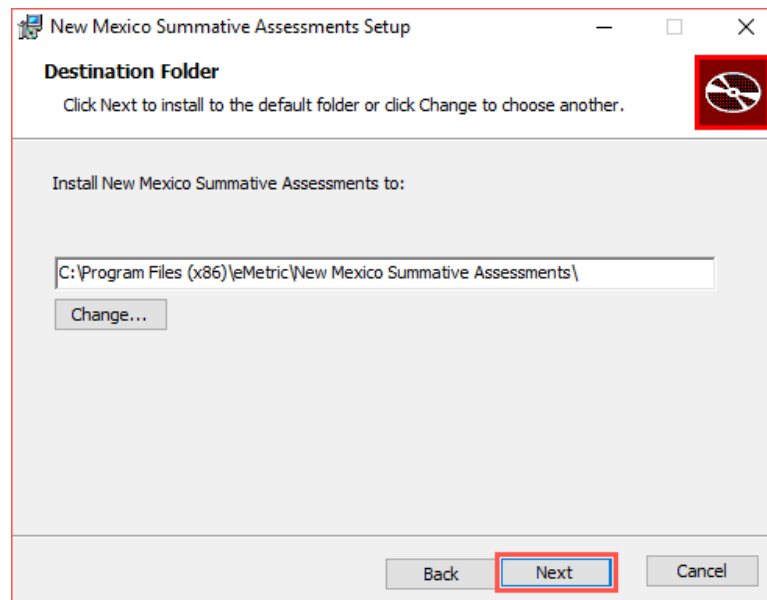 New Mexico Summative Assessments Setup
Destination Folder
Click Next to install to the default folder or click Change to choose another.
Install New Mexico Summative Assessments to:
C:\Program Files (x86)\eMetric\New Mexico Summative Assessments\
Change...
Back Next Cancel